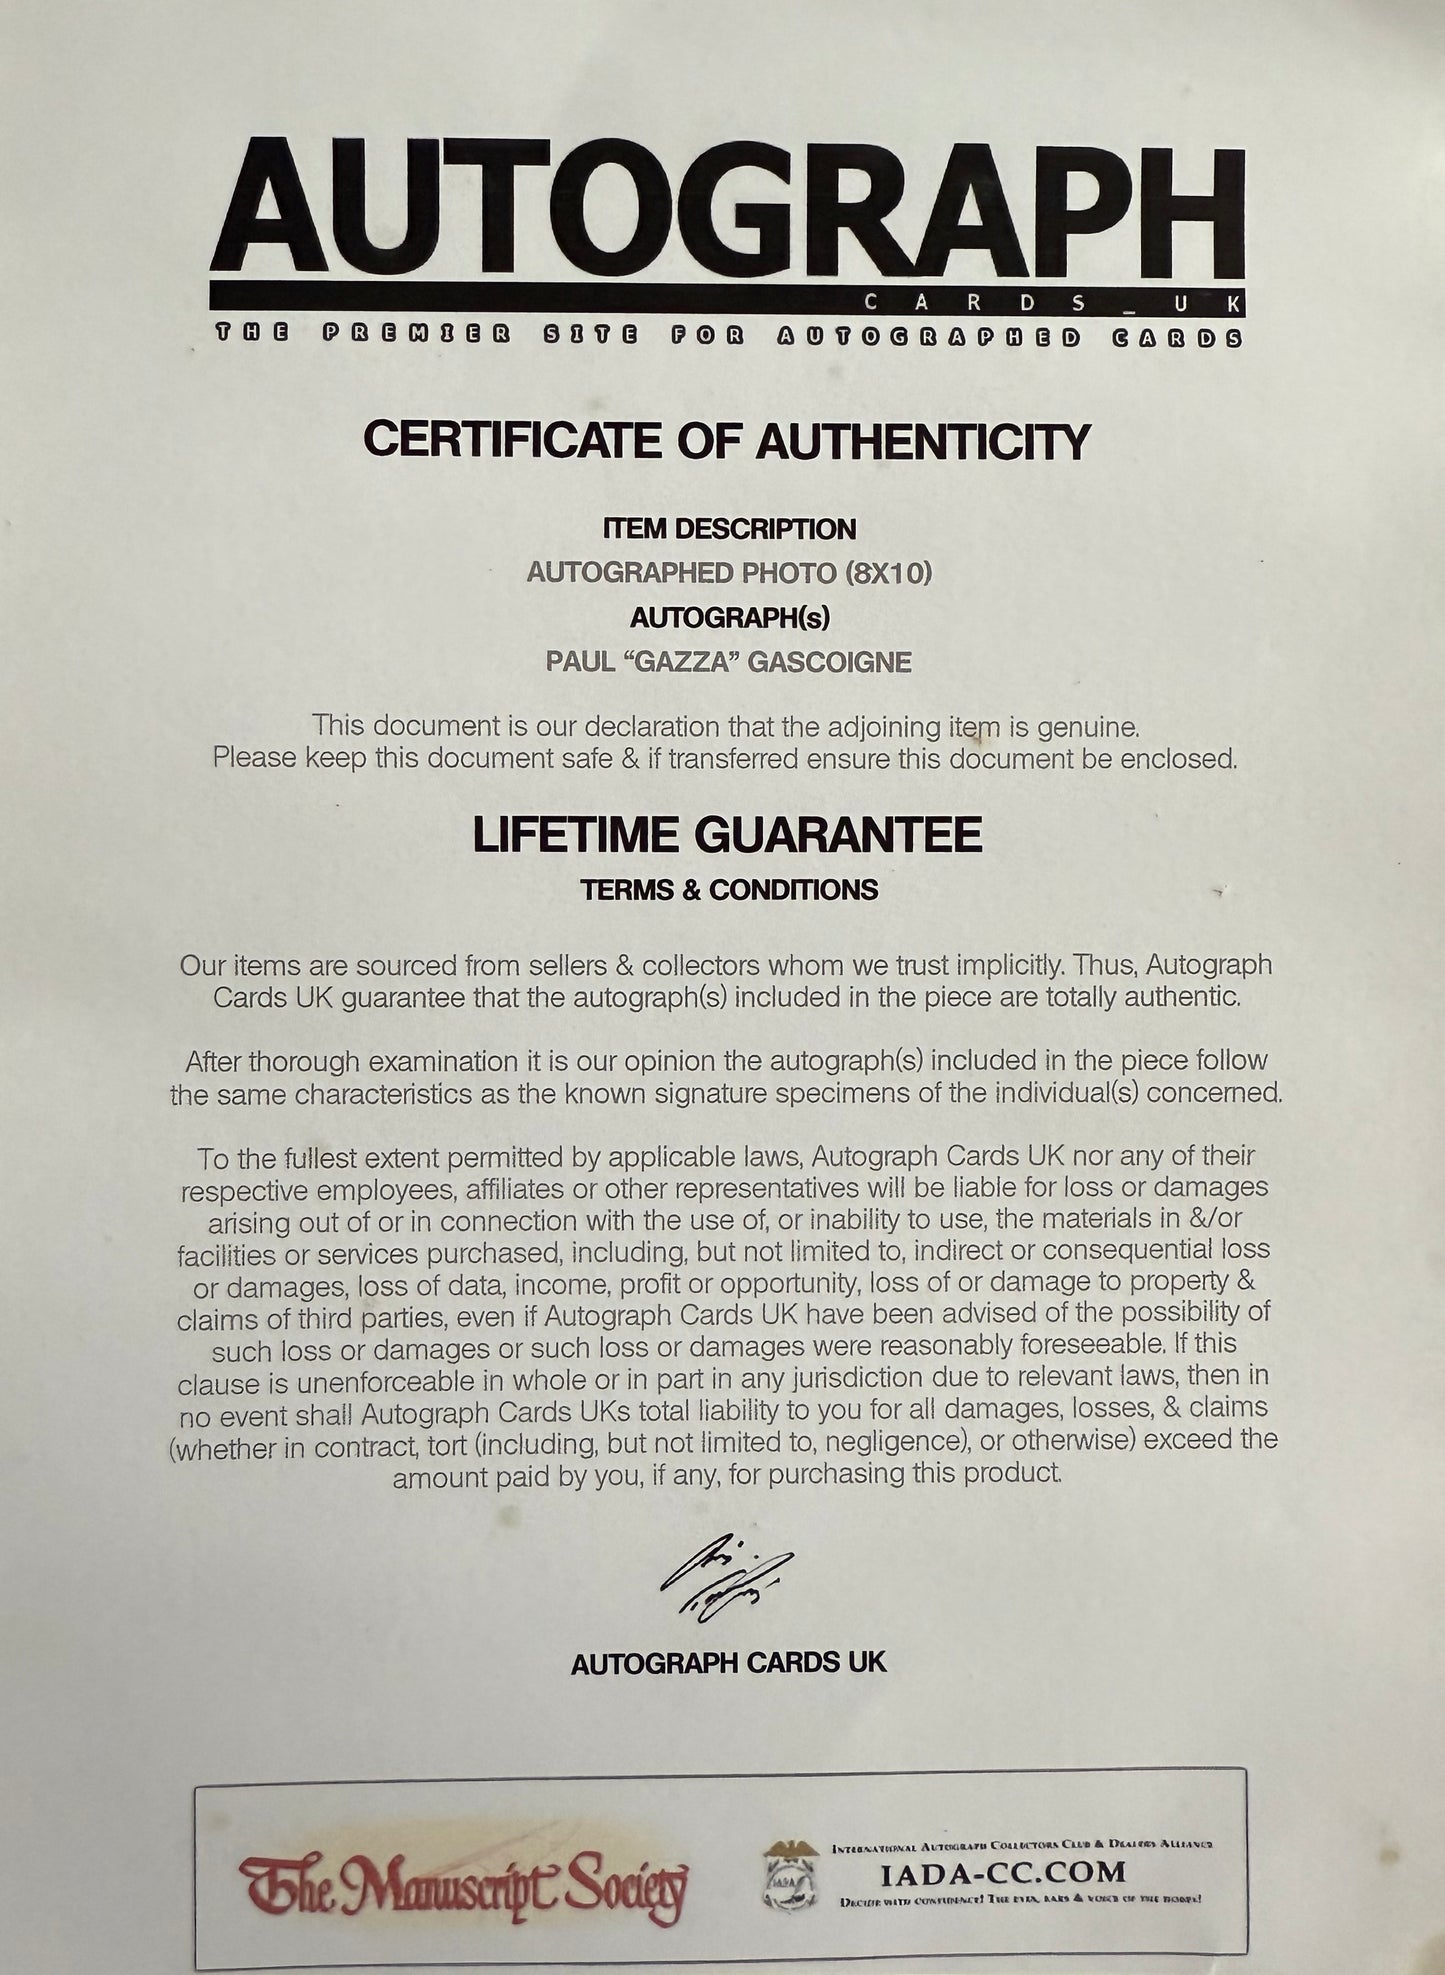 AUTOGRAPH
CARDS_UK
THE PREMIER SITE FOR AUTOGRAPHED CARDS
CERTIFICATE OF AUTHENTICITY
ITEM DESCRIPTION
AUTOGRAPHED PHOTO (8X10)
AUTOGRAPH(s)
PAUL “GAZZA” GASCOIGNE
This document is our declaration that the adjoining item is genuine.
Please keep this document safe & if transferred ensure this document be enclosed.
LIFETIME GUARANTEE
TERMS & CONDITIONS
Our items are sourced from sellers & collectors whom we trust implicitly. Thus, Autograph
Cards UK guarantee that the autograph(s) included in the piece are totally authentic.
After thorough examination it is our opinion the autograph(s) included in the piece follow
the same characteristics as the known signature specimens of the individual(s) concerned.
To the fullest extent permitted by applicable laws, Autograph Cards UK nor any of their
respective employees, affiliates or other representatives will be liable for loss or damages
arising out of or in connection with the use of, or inability to use, the materials in &/or
facilities or services purchased, including, but not limited to, indirect or consequential loss
or damages, loss of data, income, profit or opportunity, loss of or damage to property &
claims of third parties, even if Autograph Cards UK have been advised of the possibility of
such loss or damages or such loss or damages were reasonably foreseeable. If this
clause is unenforceable in whole or in part in any jurisdiction due to relevant laws, then in
no event shall Autograph Cards UKs total liability to you for all damages, losses, & claims
(whether in contract, tort (including, but not limited to, negligence), or otherwise) exceed the
amount paid by you, if any, for purchasing this product.
AUTOGRAPH CARDS UK
The Manuscript Society
INTERNATIONAL AUTOGRAPH COLLECTORS CLUB & DEALERS ALLIANCE
IADA-CC.COM
DECIDE WITH CONFIDENCE! THE EYES, EARS & VOICE OF THE HOBBY!